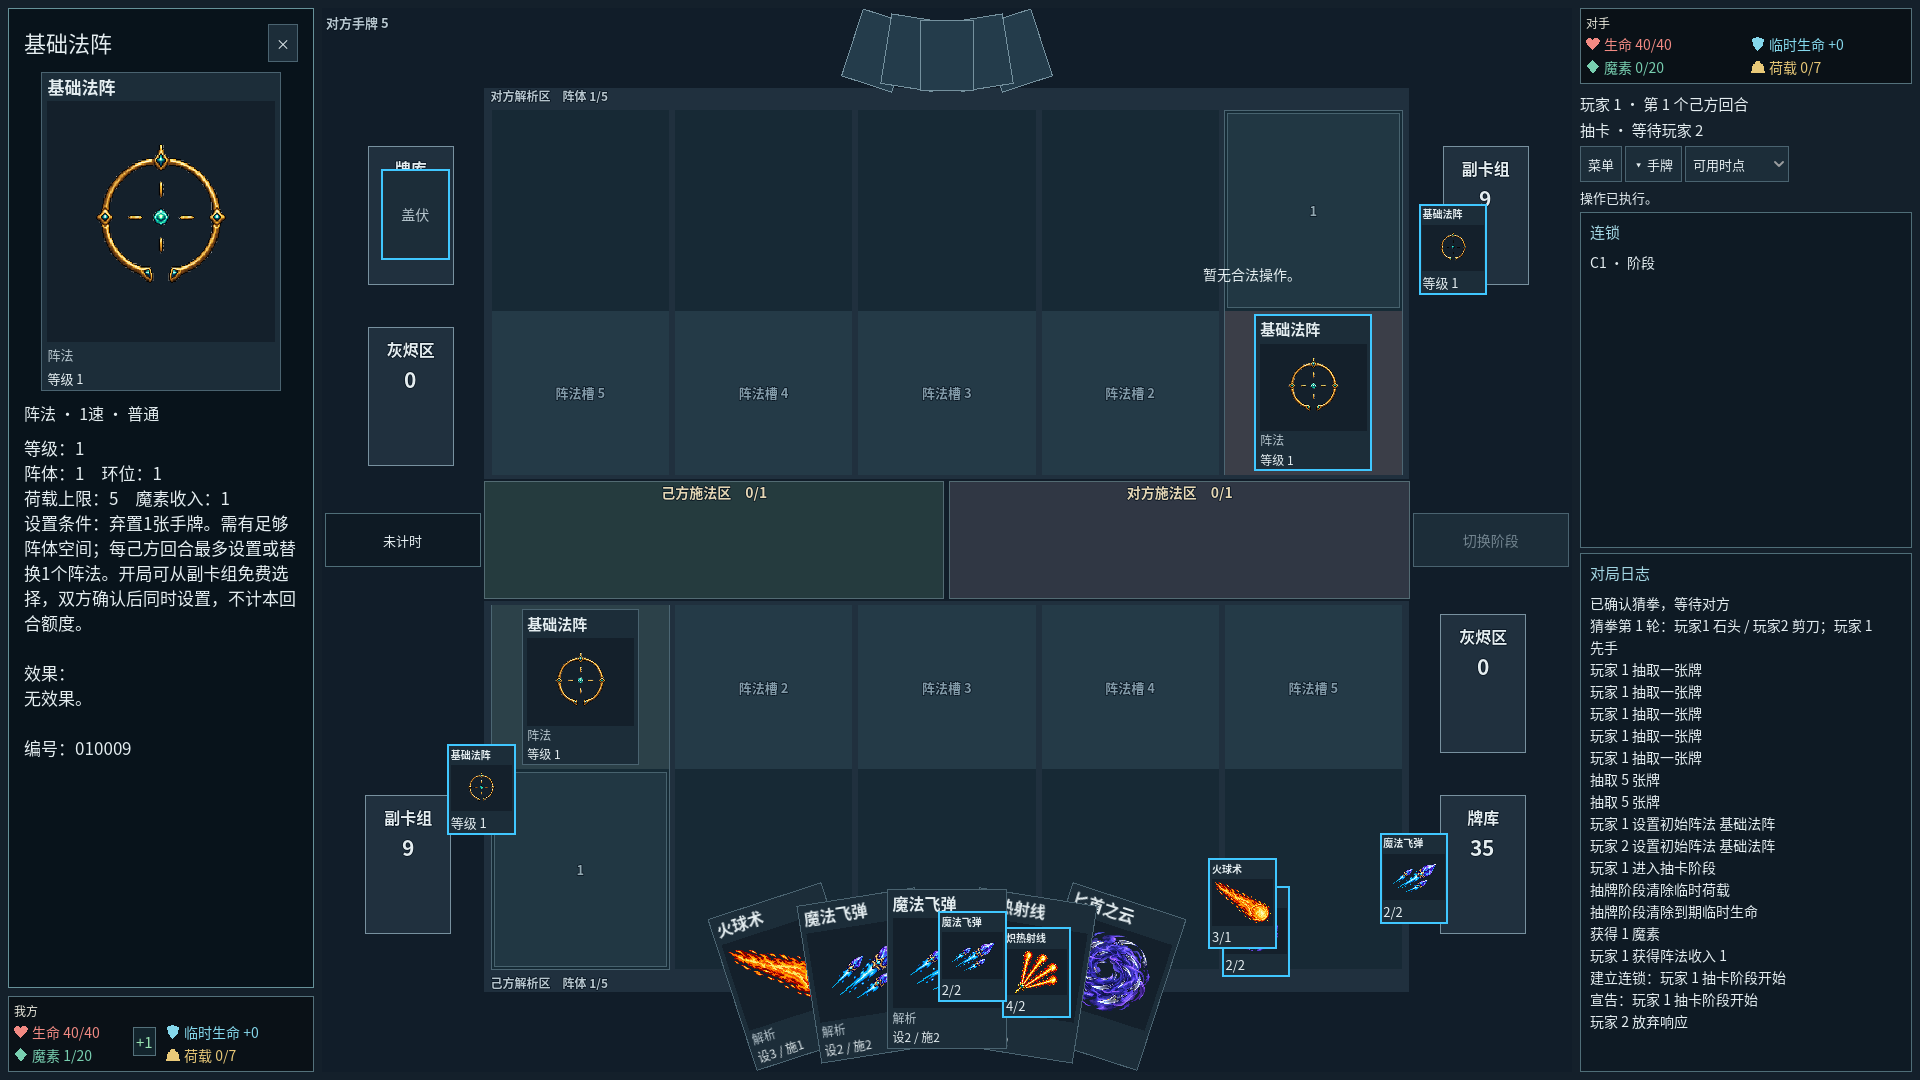 基础法阵
×
基础法阵
阵法
等级 1
阵法 · 1速 · 普通
等级：1
阵体：1　环位：1
荷载上限：5　魔素收入：1
设置条件：弃置1张手牌。需有足够
阵体空间；每己方回合最多设置或替
换1个阵法。开局可从副卡组免费选
择，双方确认后同时设置，不计本回
合额度。
效果：
无效果。
编号：010009
我方
生命 40/40
+1
临时生命 +0
魔素 1/20
荷载 0/7
对方手牌 5
对方解析区　阵体 1/5
牌库
盖伏
灰烬区
0
1
暂无合法操作。
副卡组
9
基础法阵
等级 1
阵法槽 5
阵法槽 4
阵法槽 3
阵法槽 2
基础法阵
阵法
等级 1
未计时
己方施法区　0/1
对方施法区　0/1
切换阶段
基础法阵
阵法
等级 1
阵法槽 2
阵法槽 3
阵法槽 4
阵法槽 5
灰烬区
0
基础法阵
等级 1
副卡组
9
1
己方解析区　阵体 1/5
牌库
35
魔法飞弹
2/2
火球术
3/1
2/2
火球术
解析
设3 / 施1
魔法飞弹
解析
设2 / 施2
魔法飞弹
解析
设2 / 施2
魔法飞弹
2/2
热射线
炽热射线
4/2
匕首之云
对手
生命 40/40
临时生命 +0
魔素 0/20
荷载 0/7
玩家 1 · 第 1 个己方回合
抽卡 · 等待玩家 2
菜单
▾ 手牌
可用时点
操作已执行。
连锁
C1 · 阶段
对局日志
已确认猜拳，等待对方
猜拳第 1 轮：玩家1 石头 / 玩家2 剪刀；玩家 1
先手
玩家 1 抽取一张牌
玩家 1 抽取一张牌
玩家 1 抽取一张牌
玩家 1 抽取一张牌
玩家 1 抽取一张牌
抽取 5 张牌
抽取 5 张牌
玩家 1 设置初始阵法 基础法阵
玩家 2 设置初始阵法 基础法阵
玩家 1 进入抽卡阶段
抽牌阶段清除临时荷载
抽牌阶段清除到期临时生命
获得 1 魔素
玩家 1 获得阵法收入 1
建立连锁：玩家 1 抽卡阶段开始
宣告：玩家 1 抽卡阶段开始
玩家 2 放弃响应